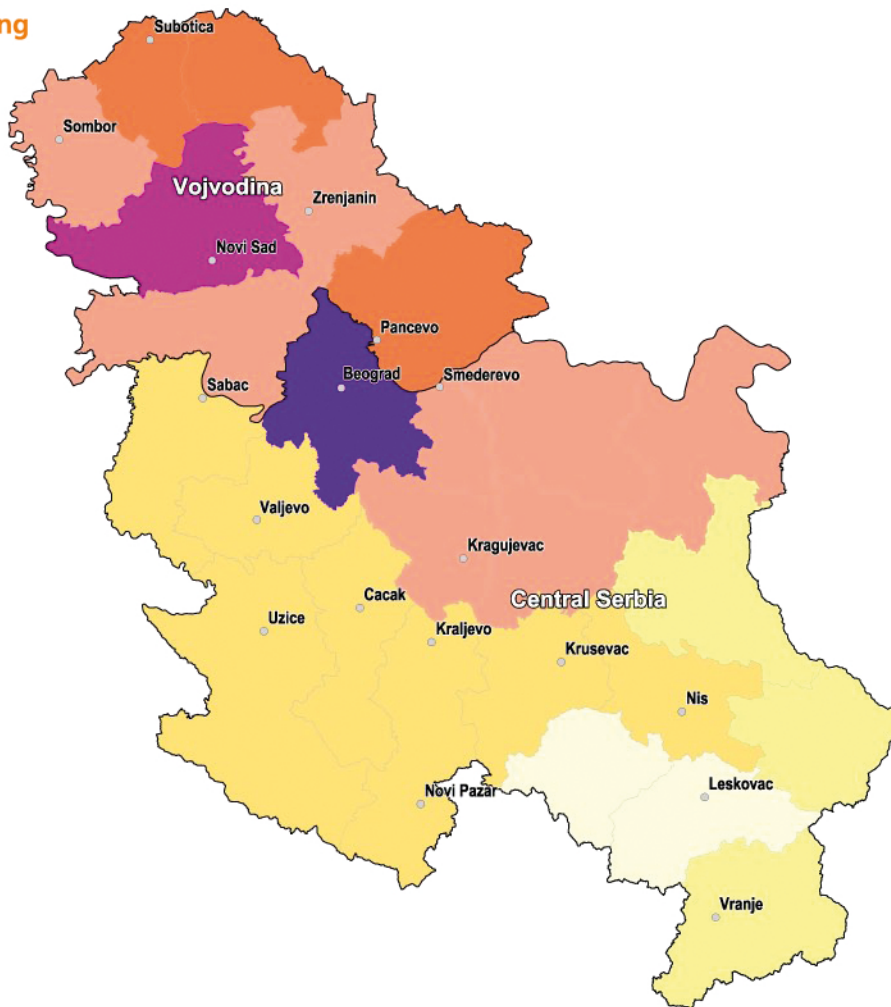 ng
Subotica
Sombor
Vojvodina
Zrenjanin
Novi Sad
Pancevo
Beograd
Smederevo
Sabac
Valjevo
Kragujevac
Central Serbia
Cacak
Uzice
Kraljevo
Krusevac
Nis
Leskovac
Novi Pazar
Vranje